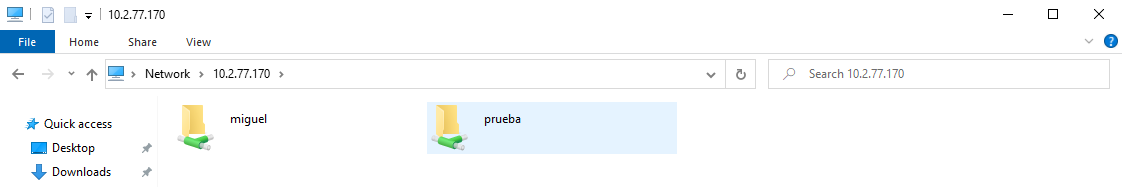 10.2.77.170
File Home Share View
Network 10.2.77.170 Search 10.2.77.170
Quick access miguel prueba
Desktop
Downloads